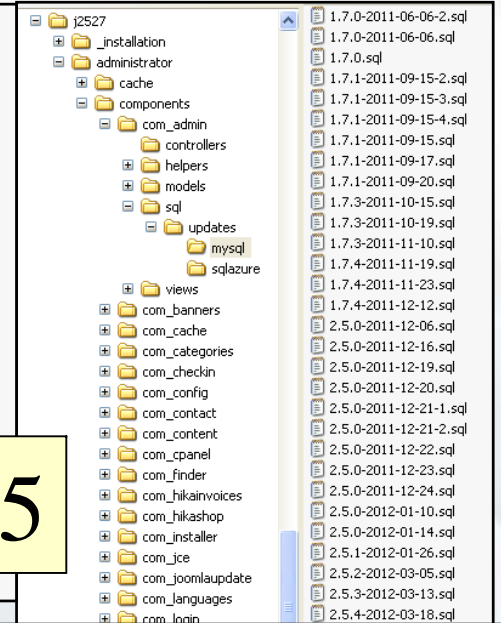 j2527
_installation
administrator
cache
components
com_admin
controllers
helpers
models
sql
updates
mysql
sqlazure
views
com_banners
com_cache
com_categories
com_checkin
com_config
com_contact
com_content
com_cpanel
com_finder
com_hikainvoices
com_hikashop
com_installer
com_jce
com_joomlaupdate
com_languages
com_login
5
1.7.0-2011-06-06-2.sql
1.7.0-2011-06-06.sql
1.7.0.sql
1.7.1-2011-09-15-2.sql
1.7.1-2011-09-15-3.sql
1.7.1-2011-09-15-4.sql
1.7.1-2011-09-15.sql
1.7.1-2011-09-17.sql
1.7.1-2011-09-20.sql
1.7.3-2011-10-15.sql
1.7.3-2011-10-19.sql
1.7.3-2011-11-10.sql
1.7.4-2011-11-19.sql
1.7.4-2011-11-23.sql
1.7.4-2011-12-12.sql
2.5.0-2011-12-06.sql
2.5.0-2011-12-16.sql
2.5.0-2011-12-19.sql
2.5.0-2011-12-20.sql
2.5.0-2011-12-21-1.sql
2.5.0-2011-12-21-2.sql
2.5.0-2011-12-22.sql
2.5.0-2011-12-23.sql
2.5.0-2011-12-24.sql
2.5.0-2012-01-10.sql
2.5.0-2012-01-14.sql
2.5.1-2012-01-26.sql
2.5.2-2012-03-05.sql
2.5.3-2012-03-13.sql
2.5.4-2012-03-18.sql